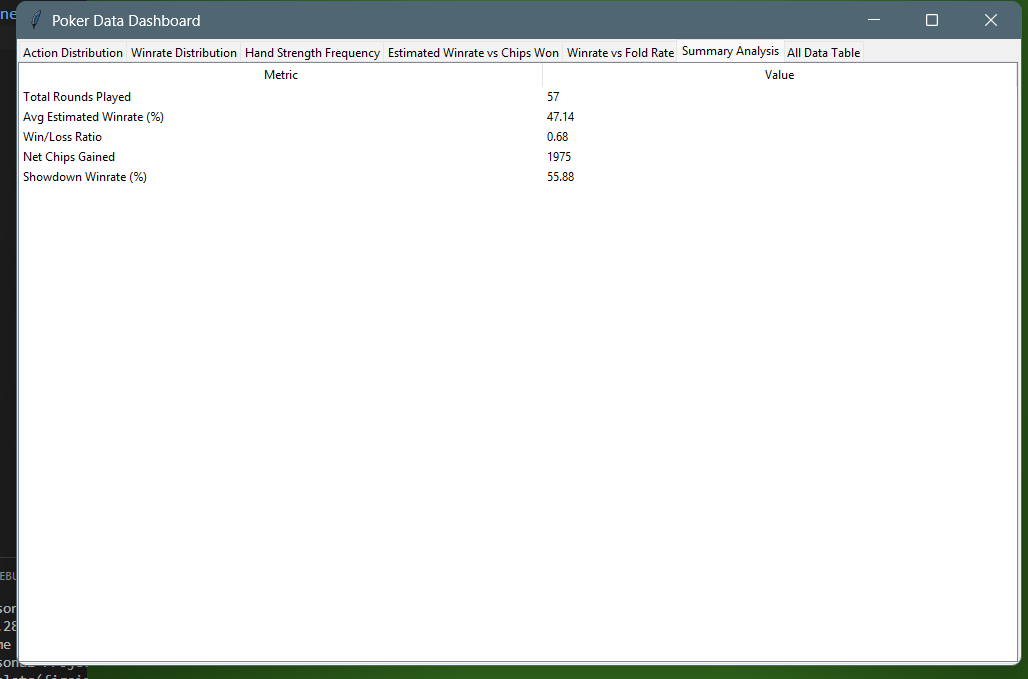 Poker Data Dashboard
Action Distribution Winrate Distribution Hand Strength Frequency Estimated Winrate vs Chips Won Winrate vs Fold Rate Summary Analysis All Data Table
Metric Value
Total Rounds Played 57
Avg Estimated Winrate (%) 47.14
Win/Loss Ratio 0.68
Net Chips Gained 1975
Showdown Winrate (%) 55.88